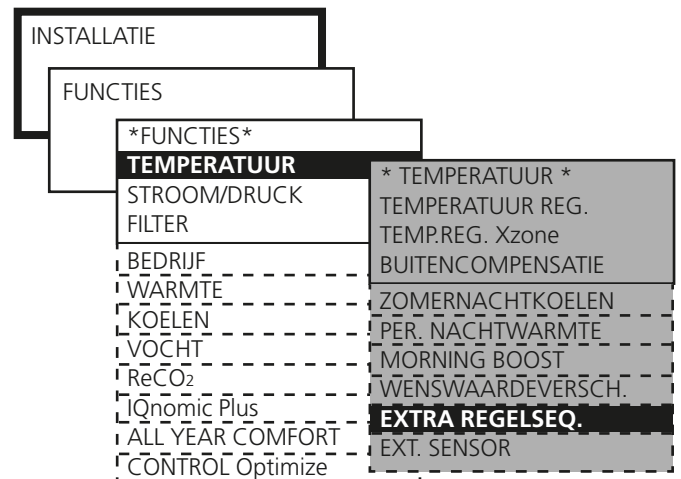 INSTALLATIE
FUNCTIES
*FUNCTIES*
TEMPERATUUR
STROOM/DRUCK
FILTER
BEDRIJF
WARMTE
KOELEN
VOCHT
ReCO2
IQnomic Plus
ALL YEAR COMFORT
CONTROL Optimize
* TEMPERATUUR *
TEMPERATUUR REG.
TEMP.REG. Xzone
BUITENCOMPENSATIE
ZOMERNACHTKOELEN
PER. NACHTWARMTE
MORNING BOOST
WENSWAARDEVERSCH.
EXTRA REGELSEQ.
EXT. SENSOR